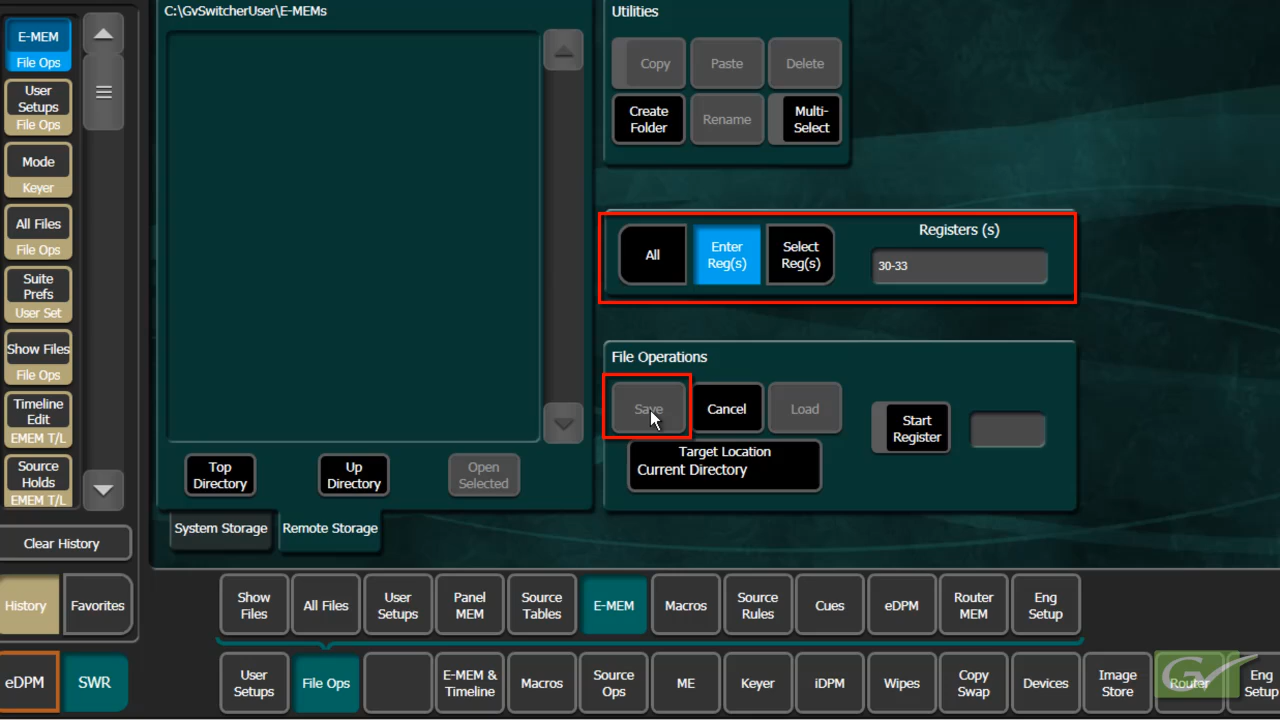 C:\GvSwitcherUser\E-MEMs
Utilities
E-MEM
File Ops
User
Setups
File Ops
Mode
Keyer
All Files
File Ops
Suite
Prefs
User Set
Show Files
File Ops
Timeline
Edit
EMEM T/L
Source
Holds
EMEM T/L
Clear History
History
Favorites
eDPM
SWR
Top
Directory
Up
Directory
Open
Selected
System Storage
Remote Storage
Copy
Paste
Delete
Create
Folder
Rename
Multi-
Select
All
Enter
Reg(s)
Select
Reg(s)
Registers (s)
30-33
File Operations
Save
Cancel
Load
Start
Register
Target Location
Current Directory
Show
Files
All Files
User
Setups
Panel
MEM
Source
Tables
E-MEM
Macros
Source
Rules
Cues
eDPM
Router
MEM
Eng
Setup
User
Setups
File Ops
E-MEM &
Timeline
Macros
Source
Ops
ME
Keyer
iDPM
Wipes
Copy
Swap
Devices
Image
Store
Router
Eng
Setup